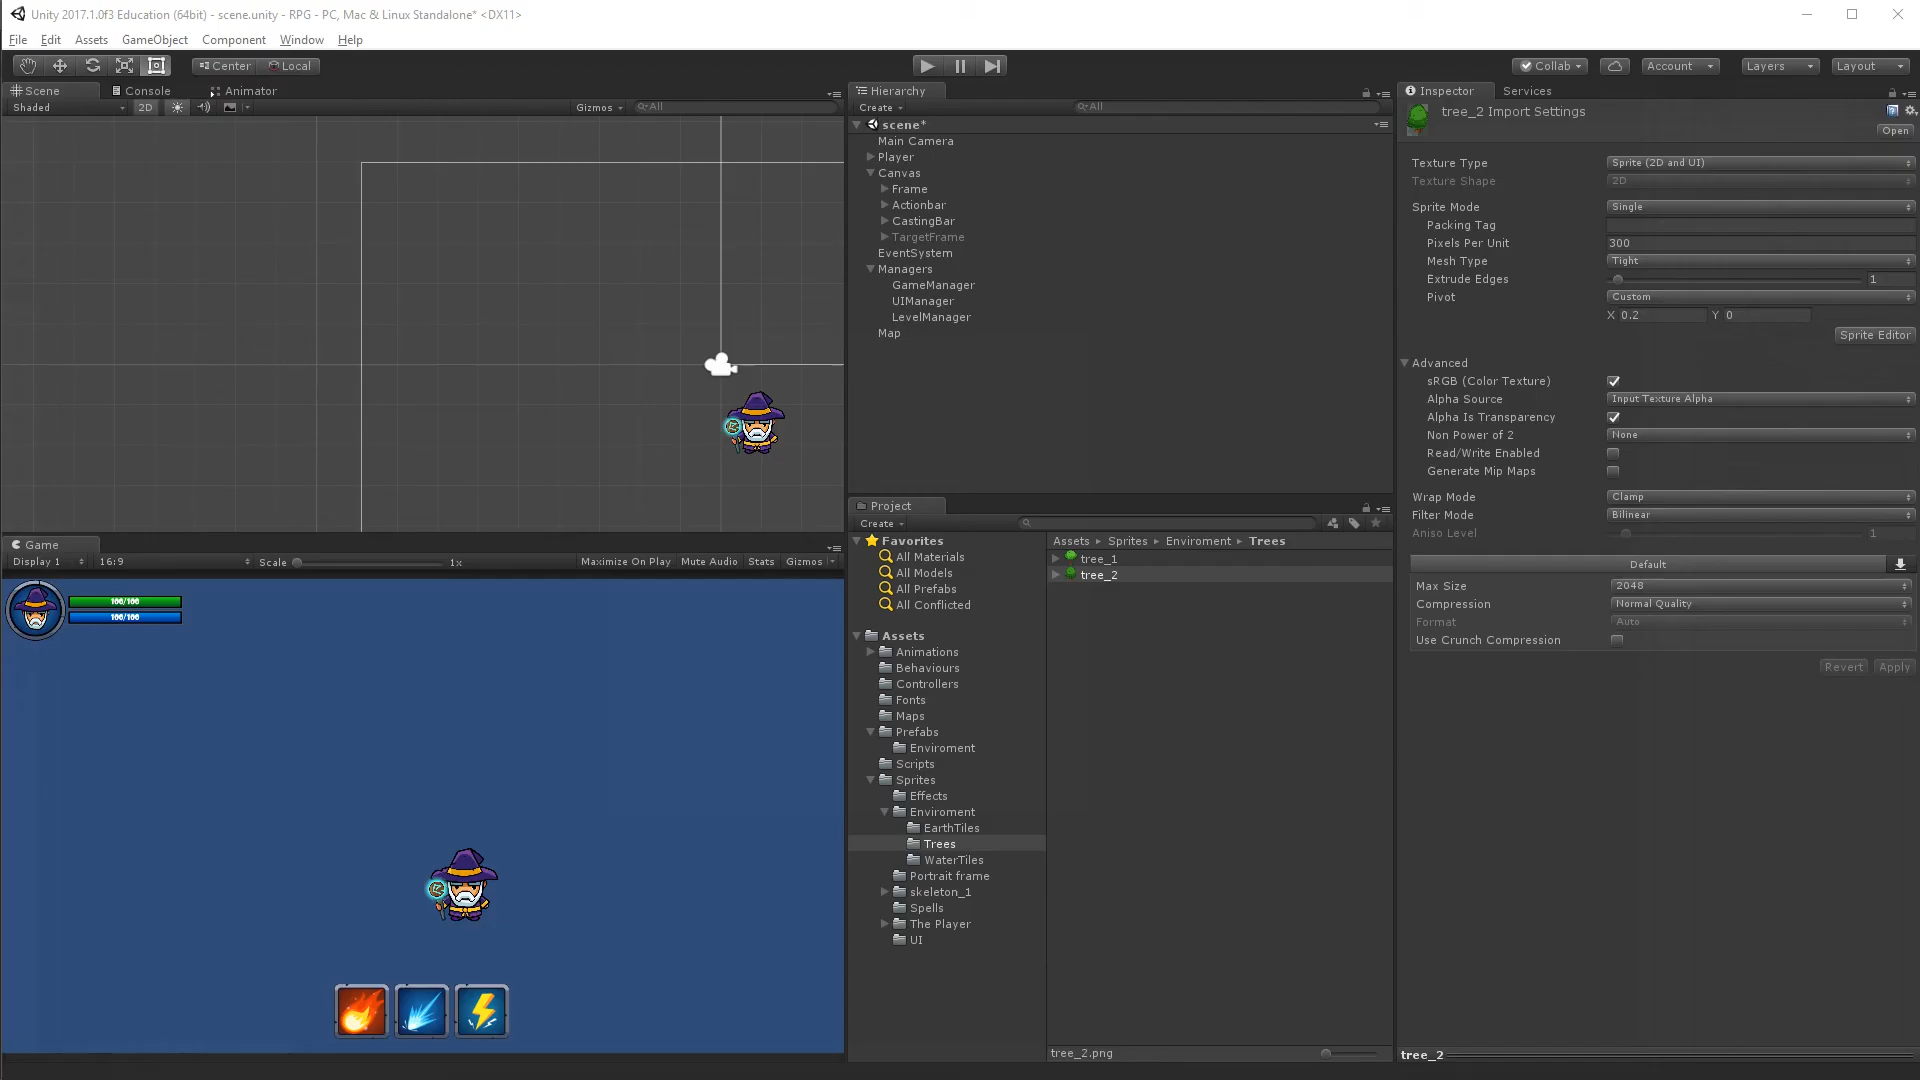 Unity 2017.1.0f3 Education (64bit) - scene.unity - RPG - PC, Mac & Linux Standalone* <DX11>
File Edit Assets GameObject Component Window Help
Center Local Collab Account Layers Layout
Scene Console Animator
Shaded 2D Gizmos All
Hierarchy
Create All
scene*
Main Camera
Player
Canvas
Frame
Actionbar
CastingBar
TargetFrame
EventSystem
Managers
GameManager
UIManager
LevelManager
Map
Inspector Services
tree_2 Import Settings
Open
Texture Type Sprite (2D and UI)
Texture Shape 2D
Sprite Mode Single
Packing Tag
Pixels Per Unit 300
Mesh Type Tight
Extrude Edges 1
Pivot Custom
X 0.2 Y 0
Sprite Editor
Advanced
sRGB (Color Texture)
Alpha Source Input Texture Alpha
Alpha Is Transparency
Non Power of 2 None
Read/Write Enabled
Generate Mip Maps
Wrap Mode Clamp
Filter Mode Bilinear
Aniso Level 1
Default
Max Size 2048
Compression Normal Quality
Format Auto
Use Crunch Compression
Revert Apply
tree_2
Game
Display 1 16:9 Scale 1x Maximize On Play Mute Audio Stats Gizmos
100/100
100/100
Project
Create
Favorites
All Materials
All Models
All Prefabs
All Conflicted
Assets
Animations
Behaviours
Controllers
Fonts
Maps
Prefabs
Enviroment
Scripts
Sprites
Effects
Enviroment
EarthTiles
Trees
WaterTiles
Portrait frame
skeleton_1
Spells
The Player
UI
Assets Sprites Enviroment Trees
tree_1
tree_2
tree_2.png